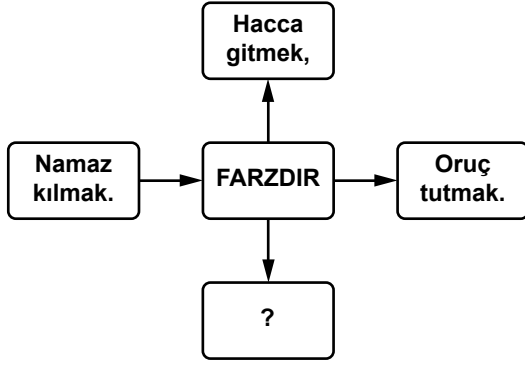 Hacca
gitmek,
Namaz
kılmak.
FARZDIR
Oruç
tutmak.
?